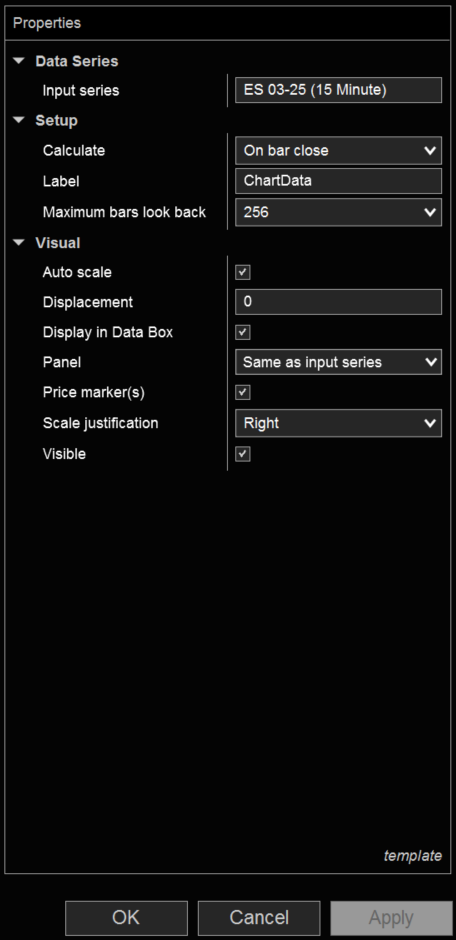 Properties
Data Series
Input series ES 03-25 (15 Minute)
Setup
Calculate On bar close
Label ChartData
Maximum bars look back 256
Visual
Auto scale
Displacement 0
Display in Data Box
Panel Same as input series
Price marker(s)
Scale justification Right
Visible
template
OK Cancel Apply